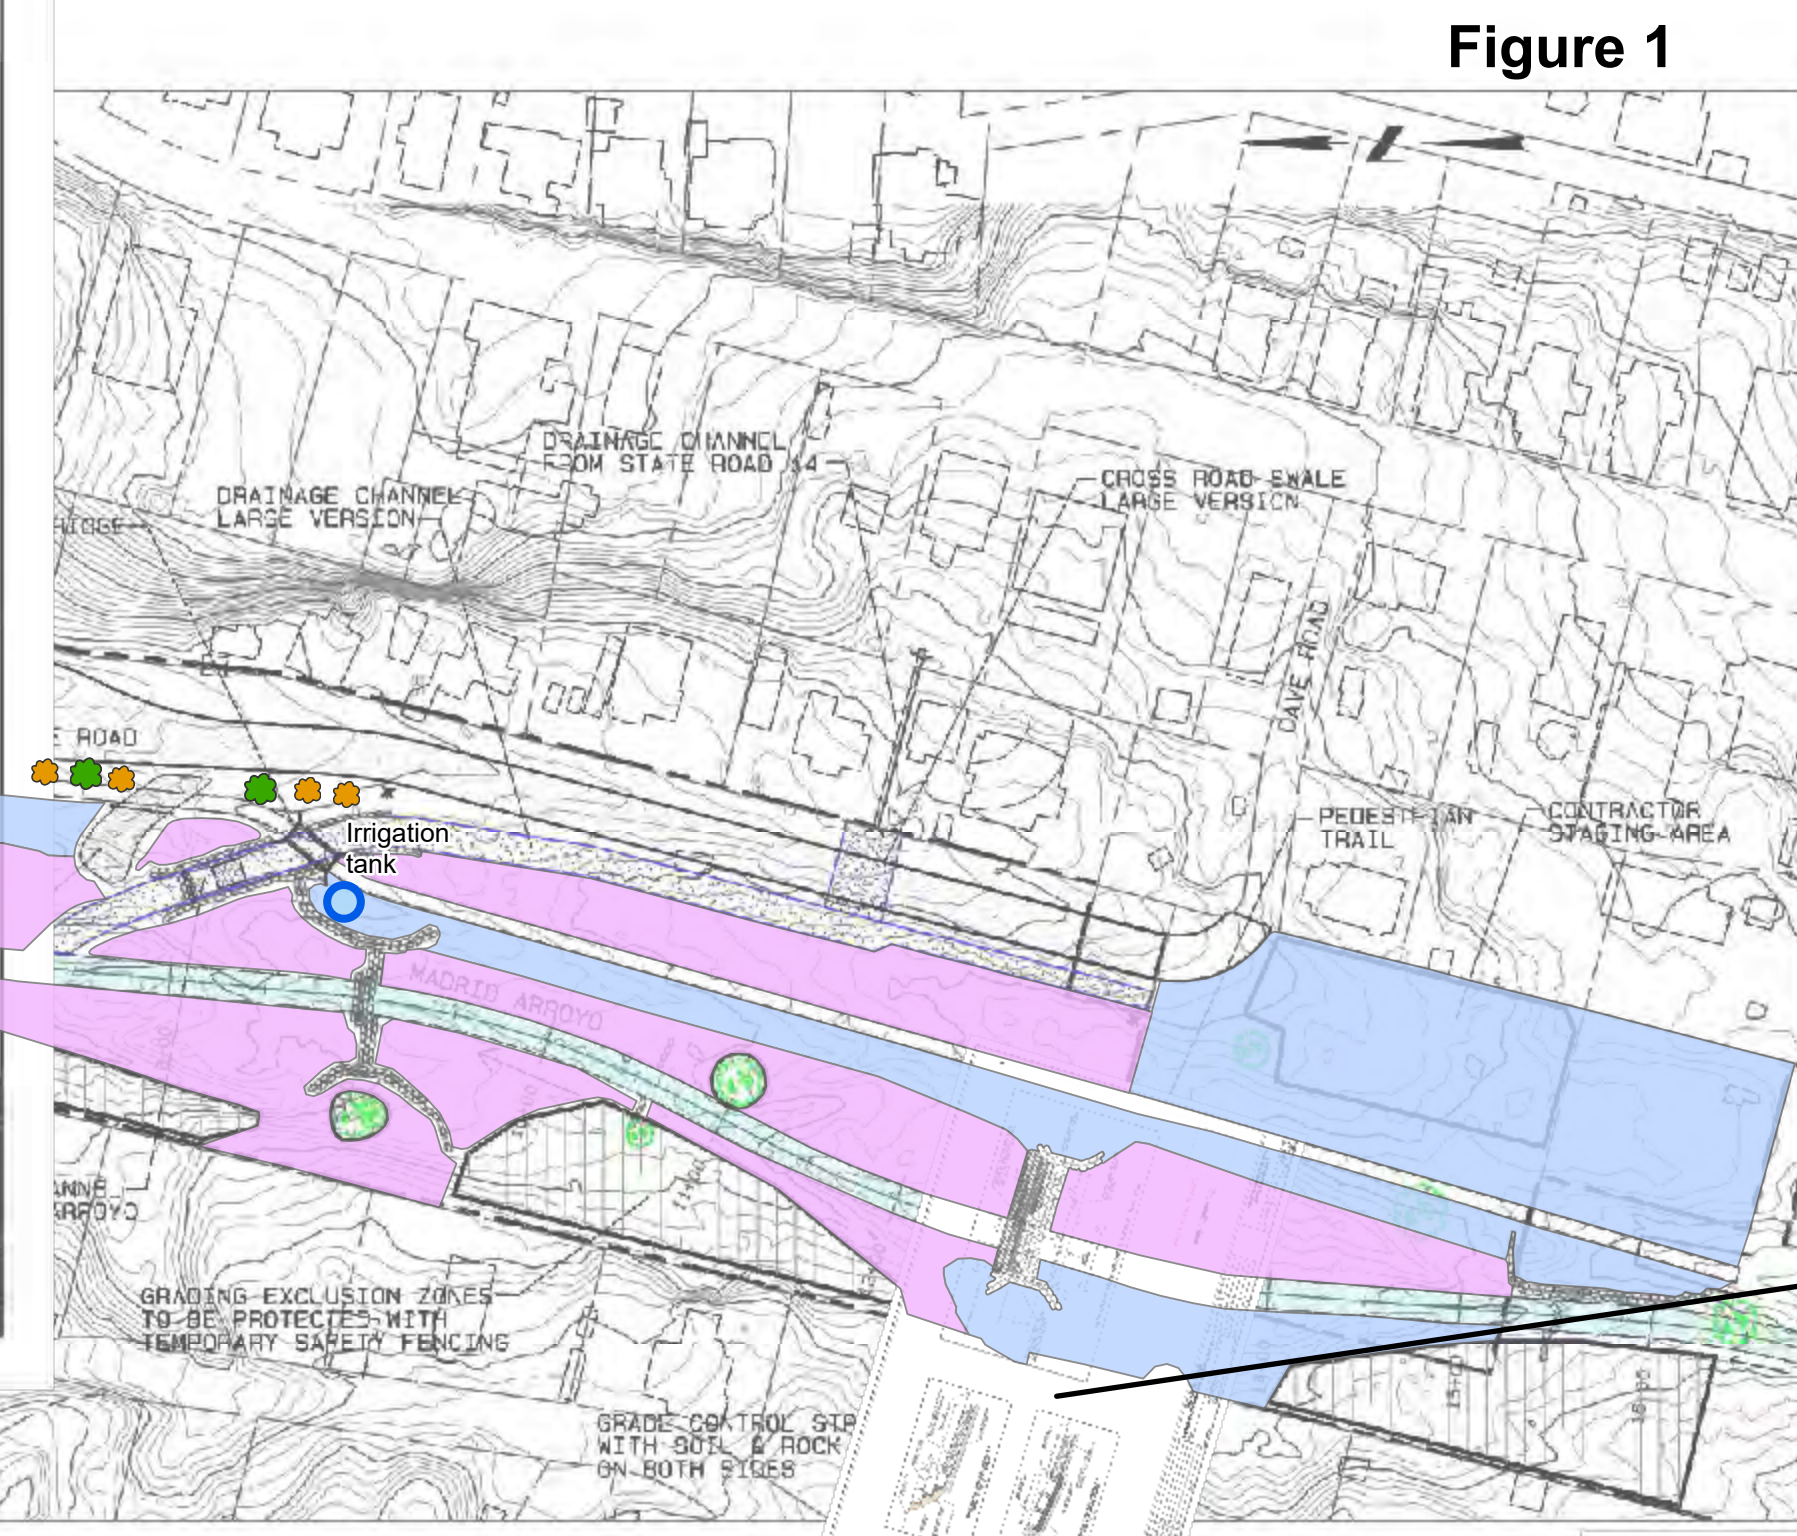 Figure 1
DRAINAGE CHANNEL
FROM STATE ROAD 14
CROSS ROAD SWALE
LARGE VERSION
DRAINAGE CHANNEL
LARGE VERSION
CAVE ROAD
ROAD
PEDESTRIAN
TRAIL
CONTRACTOR
STAGING AREA
Irrigation
tank
MADRID ARROYO
ARROYO
GRADING EXCLUSION ZONES
TO BE PROTECTED WITH
TEMPORARY SAFETY FENCING
GRADE CONTROL STR
WITH SOIL & ROCK
ON BOTH SIDES